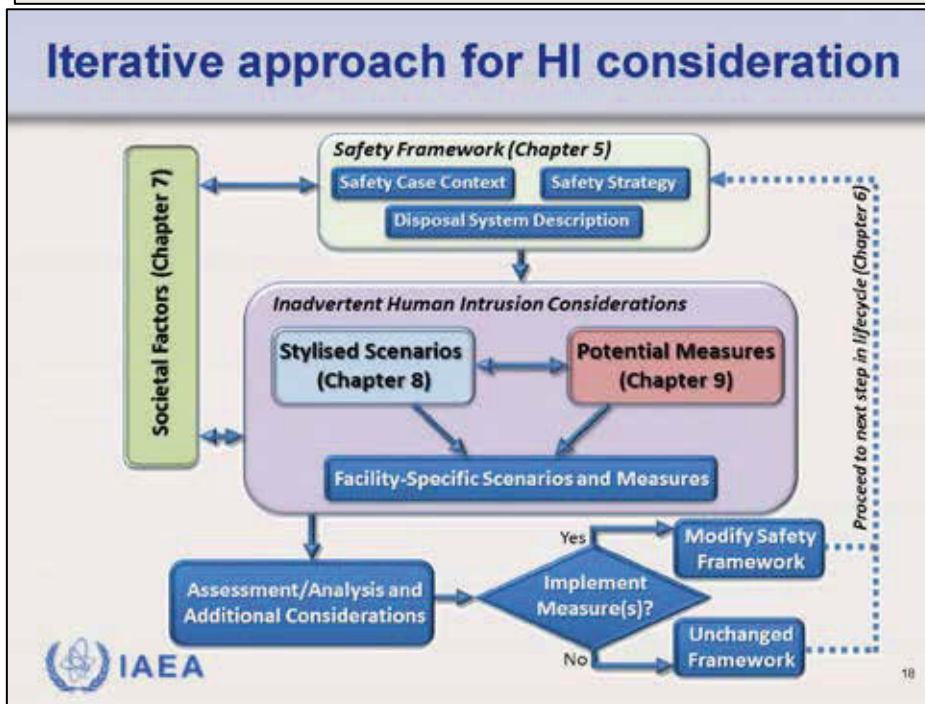 Iterative approach for HI consideration
Safety Framework (Chapter 5)
Safety Case Context
Safety Strategy
Disposal System Description
Societal Factors (Chapter 7)
Proceed to next step in lifecycle (Chapter 6)
Inadvertent Human Intrusion Considerations
Stylised Scenarios
(Chapter 8)
Potential Measures
(Chapter 9)
Facility-Specific Scenarios and Measures
Assessment/Analysis and
Additional Considerations
Implement
Measure(s)?
Yes
Modify Safety
Framework
No
Unchanged
Framework
IAEA
18